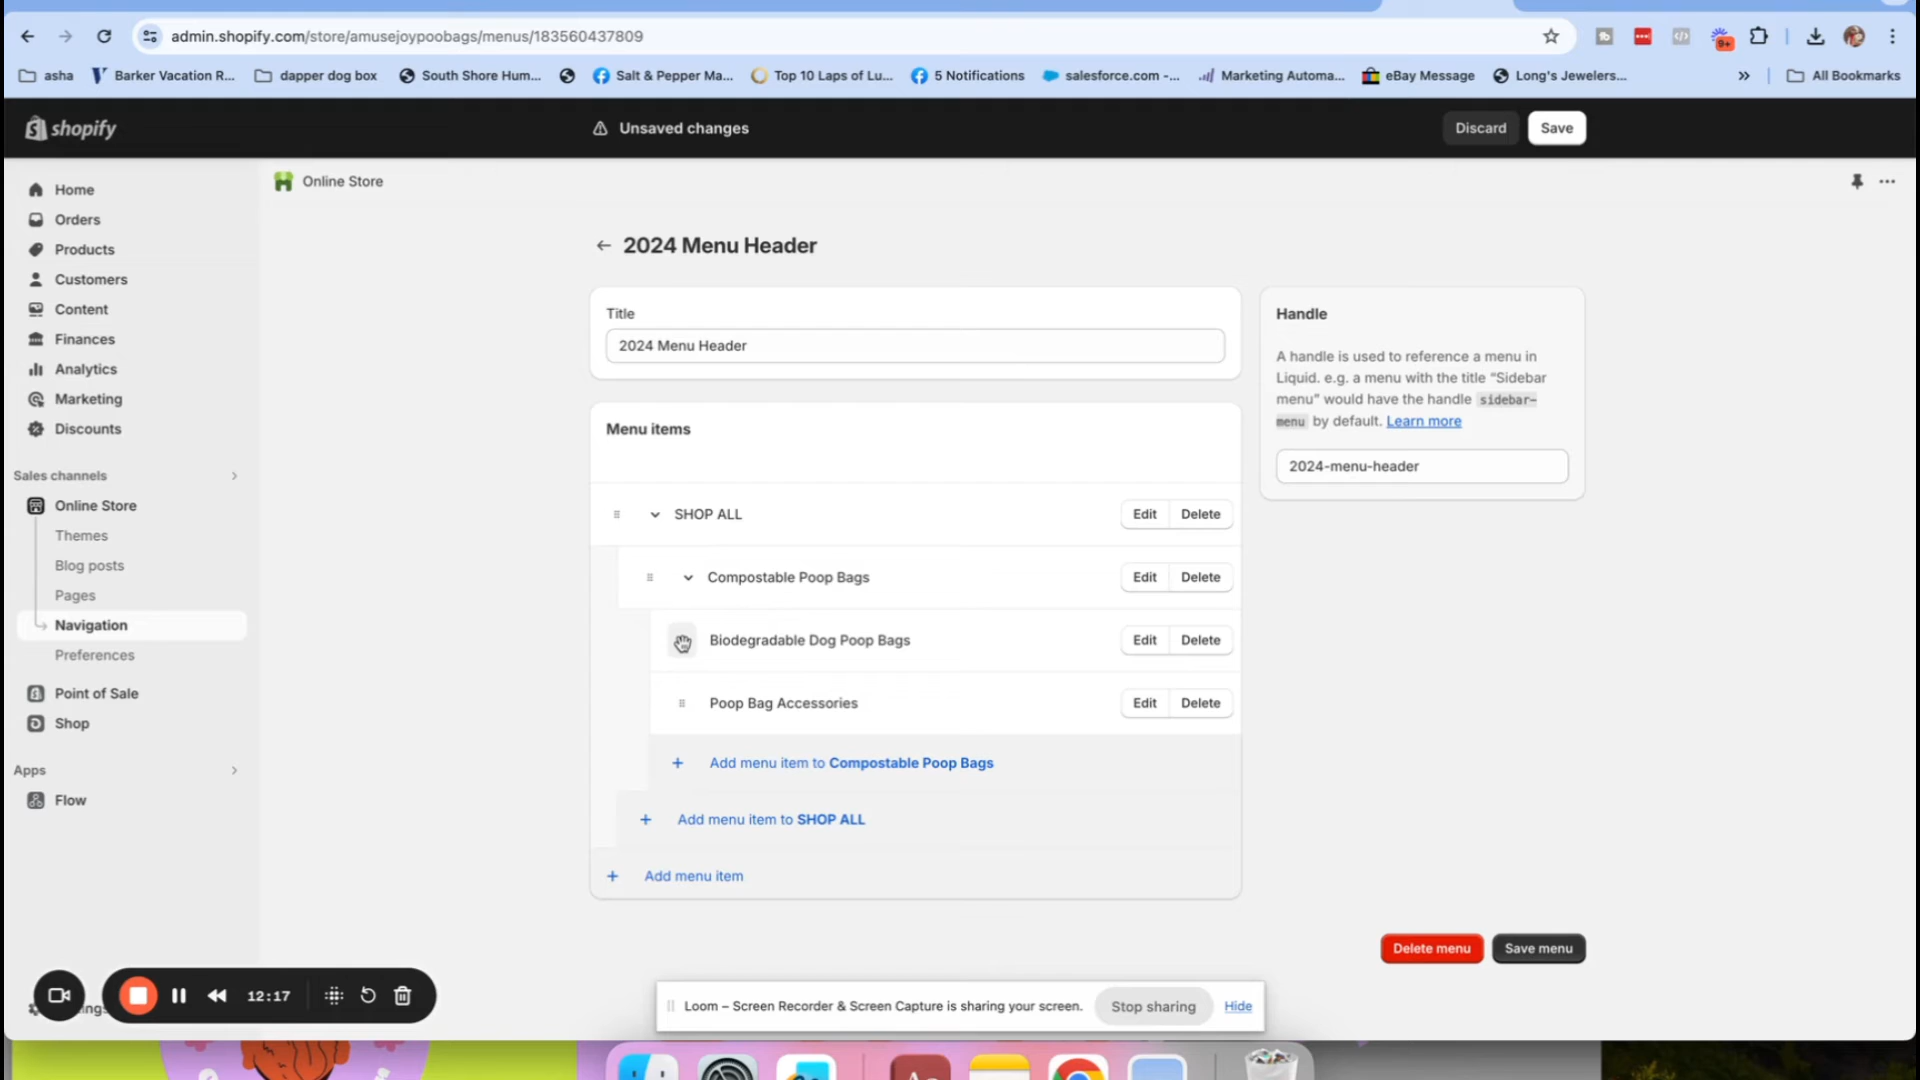 admin.shopify.com/store/amusejoypoobags/menus/183560437809
9+
asha
Barker Vacation R...
dapper dog box
South Shore Hum...
Salt & Pepper Ma...
Top 10 Laps of Lu...
5 Notifications
salesforce.com -...
Marketing Automa...
eBay Message
Long's Jewelers...
All Bookmarks
shopify
Unsaved changes
Discard
Save
Home
Orders
Products
Customers
Content
Finances
Analytics
Marketing
Discounts
Sales channels
Online Store
Themes
Blog posts
Pages
Navigation
Preferences
Point of Sale
Shop
Apps
Flow
Online Store
2024 Menu Header
Title
2024 Menu Header
Menu items
SHOP ALL
Edit
Delete
Compostable Poop Bags
Edit
Delete
Biodegradable Dog Poop Bags
Edit
Delete
Poop Bag Accessories
Edit
Delete
Add menu item to Compostable Poop Bags
Add menu item to SHOP ALL
Add menu item
Handle
A handle is used to reference a menu in
Liquid. e.g. a menu with the title “Sidebar
menu” would have the handle sidebar-
menu by default. Learn more
2024-menu-header
Delete menu
Save menu
12:17
Loom – Screen Recorder & Screen Capture is sharing your screen.
Stop sharing
Hide